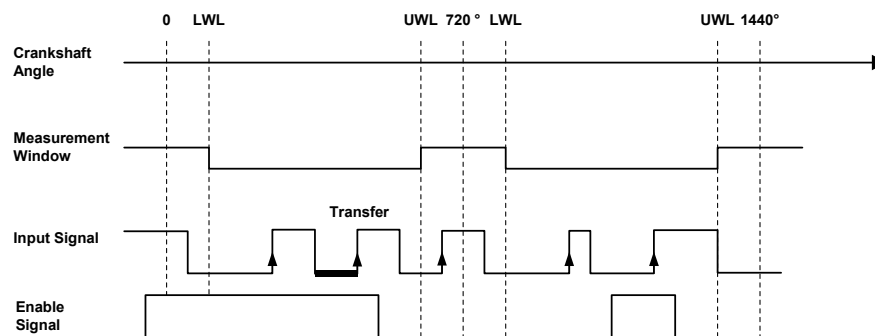 0 LWL UWL 720 ° LWL UWL 1440°
Crankshaft
Angle
Measurement
Window
Transfer
Input Signal
Enable
Signal